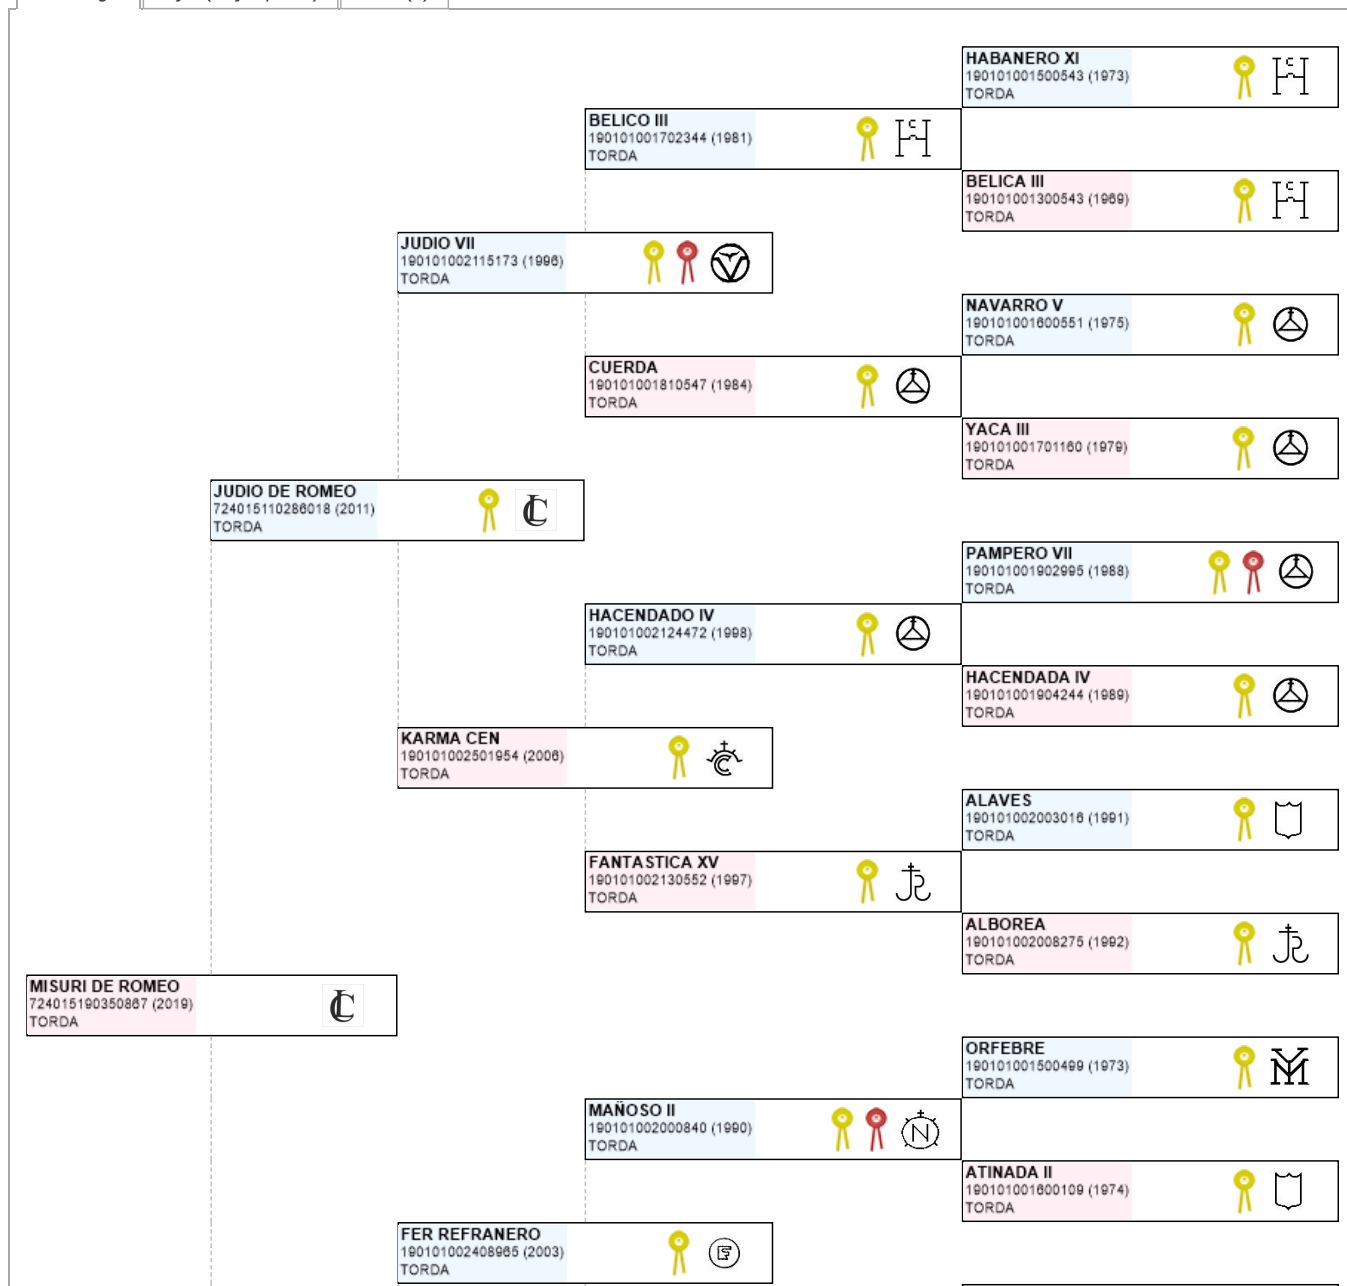 HABANERO XI
190101001500543 (1973)
TORDA
BELICO III
190101001702344 (1981)
TORDA
BELICA III
190101001300543 (1969)
TORDA
JUDIO VII
190101002115173 (1996)
TORDA
NAVARRO V
190101001600551 (1975)
TORDA
CUERDA
190101001810547 (1984)
TORDA
YACA III
190101001701160 (1979)
TORDA
JUDIO DE ROMEO
724015110286018 (2011)
TORDA
PAMPERO VII
190101001902995 (1988)
TORDA
HACENDADO IV
190101002124472 (1998)
TORDA
HACENDADA IV
190101001904244 (1989)
TORDA
KARMA CEN
190101002501954 (2006)
TORDA
ALAVES
190101002003016 (1991)
TORDA
FANTASTICA XV
190101002130552 (1997)
TORDA
ALBOREA
190101002008275 (1992)
TORDA
MISURI DE ROMEO
724015190350867 (2019)
TORDA
ORFEBRE
190101001500499 (1973)
TORDA
MAÑOSO II
190101002000840 (1990)
TORDA
ATINADA II
190101001600109 (1974)
TORDA
FER REFRANERO
190101002408965 (2003)
TORDA